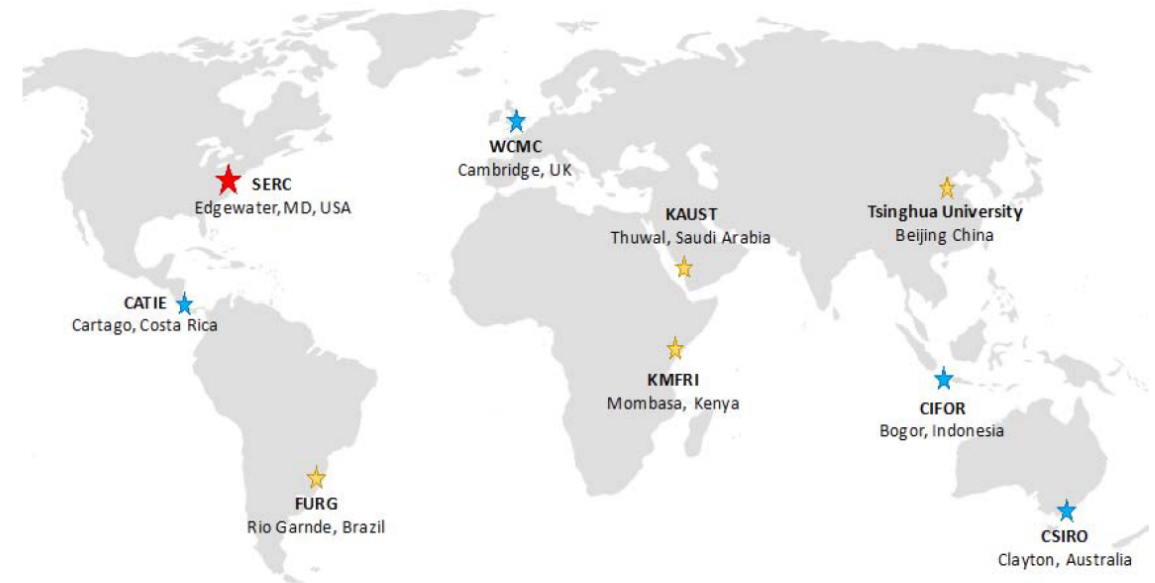 WCMC
Cambridge, UK
SERC
Edgewater, MD, USA
KAUST
Thuwal, Saudi Arabia
Tsinghua University
Beijing China
CATIE
Cartago, Costa Rica
KMFRI
Mombasa, Kenya
CIFOR
Bogor, Indonesia
FURG
Rio Garnde, Brazil
CSIRO
Clayton, Australia